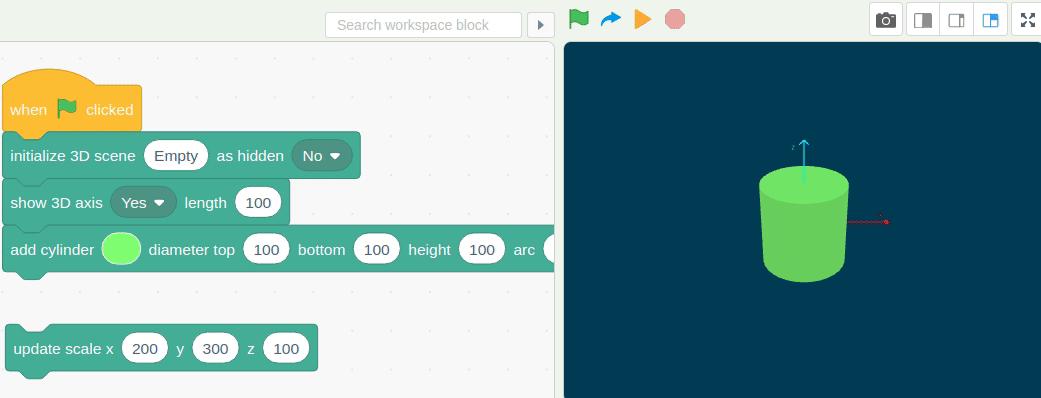 Search workspace block
when clicked
initialize 3D scene Empty as hidden No
show 3D axis Yes length 100
add cylinder diameter top 100 bottom 100 height 100 arc
update scale x 200 y 300 z 100
z